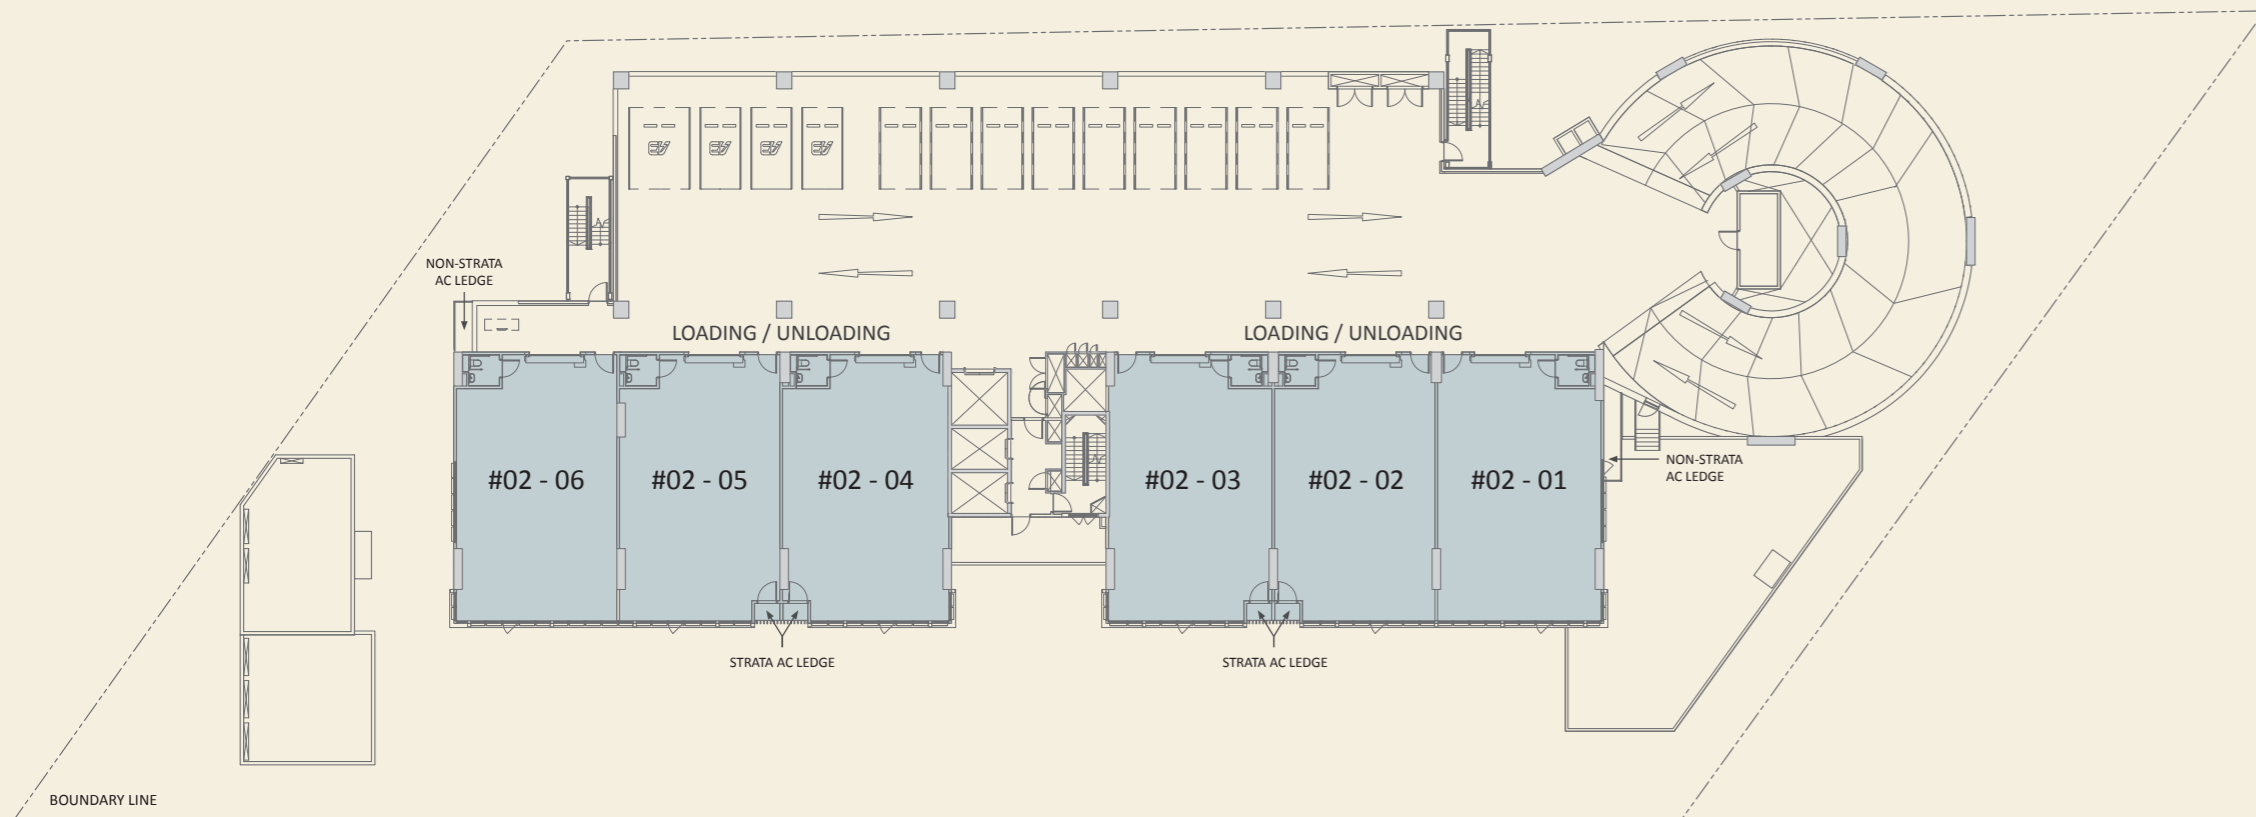 NON-STRATA
AC LEDGE
LOADING / UNLOADING
LOADING / UNLOADING
#02 - 06
#02 - 05
#02 - 04
#02 - 03
#02 - 02
#02 - 01
NON-STRATA
AC LEDGE
STRATA AC LEDGE
STRATA AC LEDGE
BOUNDARY LINE